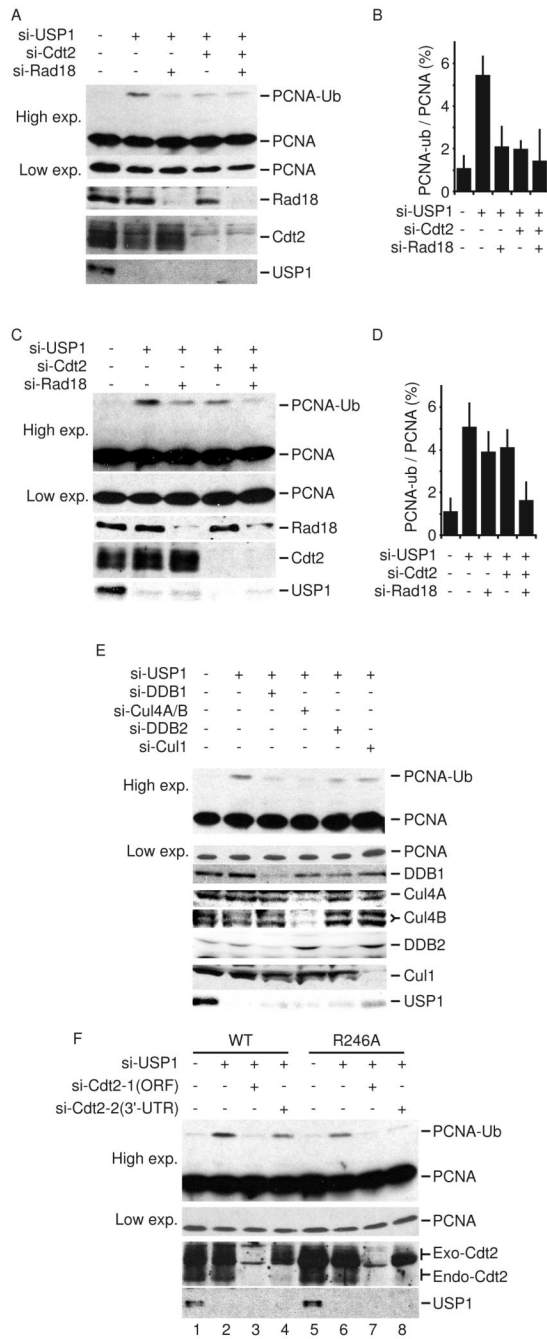 A
si-USP1 - + + + +
si-Cdt2 - - - + +
si-Rad18 - - + - +
PCNA-Ub
High exp.
PCNA
Low exp. PCNA
Rad18
Cdt2
USP1
B
PCNA-ub / PCNA (%)
6
4
2
0
si-USP1 - + + + +
si-Cdt2 - - - + +
si-Rad18 - - + - +
C
si-USP1 - + + + +
si-Cdt2 - - - + +
si-Rad18 - - + - +
PCNA-Ub
High exp.
PCNA
Low exp. PCNA
Rad18
Cdt2
USP1
D
PCNA-ub / PCNA (%)
6
4
2
0
si-USP1 - + + + +
si-Cdt2 - - - + +
si-Rad18 - - + - +
E
si-USP1 - + + + + +
si-DDB1 - - + - - -
si-Cul4A/B - - - + - -
si-DDB2 - - - - + -
si-Cul1 - - - - - +
PCNA-Ub
High exp.
PCNA
Low exp. PCNA
DDB1
Cul4A
Cul4B
DDB2
Cul1
USP1
F
WT R246A
si-USP1 - + + + - + + +
si-Cdt2-1(ORF) - - + - - - + -
si-Cdt2-2(3'-UTR) - - - + - - - +
PCNA-Ub
High exp.
PCNA
Low exp. PCNA
Exo-Cdt2
Endo-Cdt2
USP1
1 2 3 4 5 6 7 8